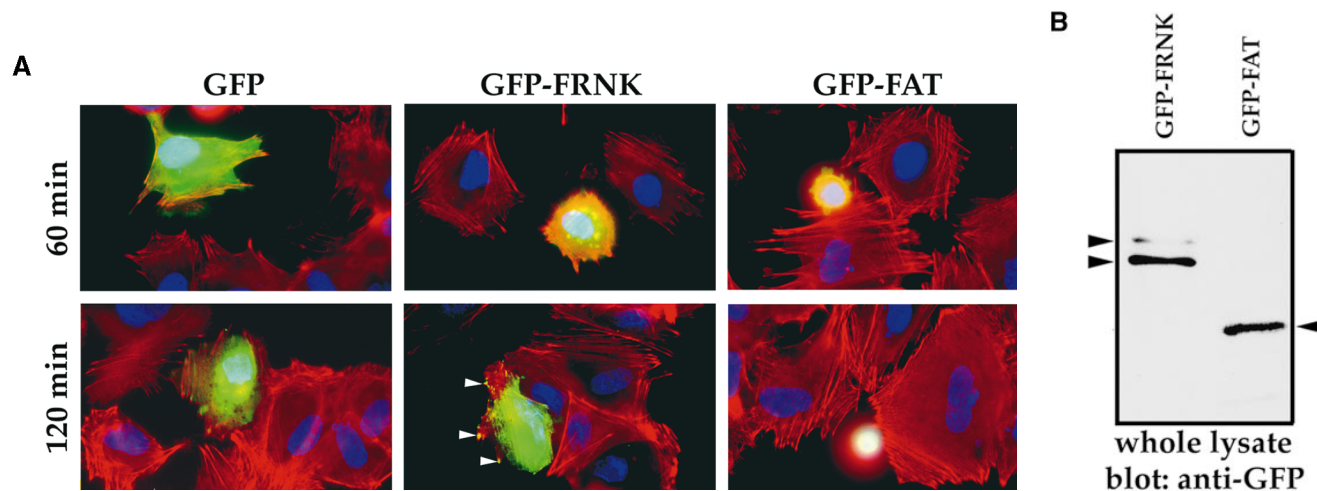 A
GFP
GFP-FRNK
GFP-FAT
60 min
120 min
B
GFP-FRNK
GFP-FAT
whole lysate
blot: anti-GFP